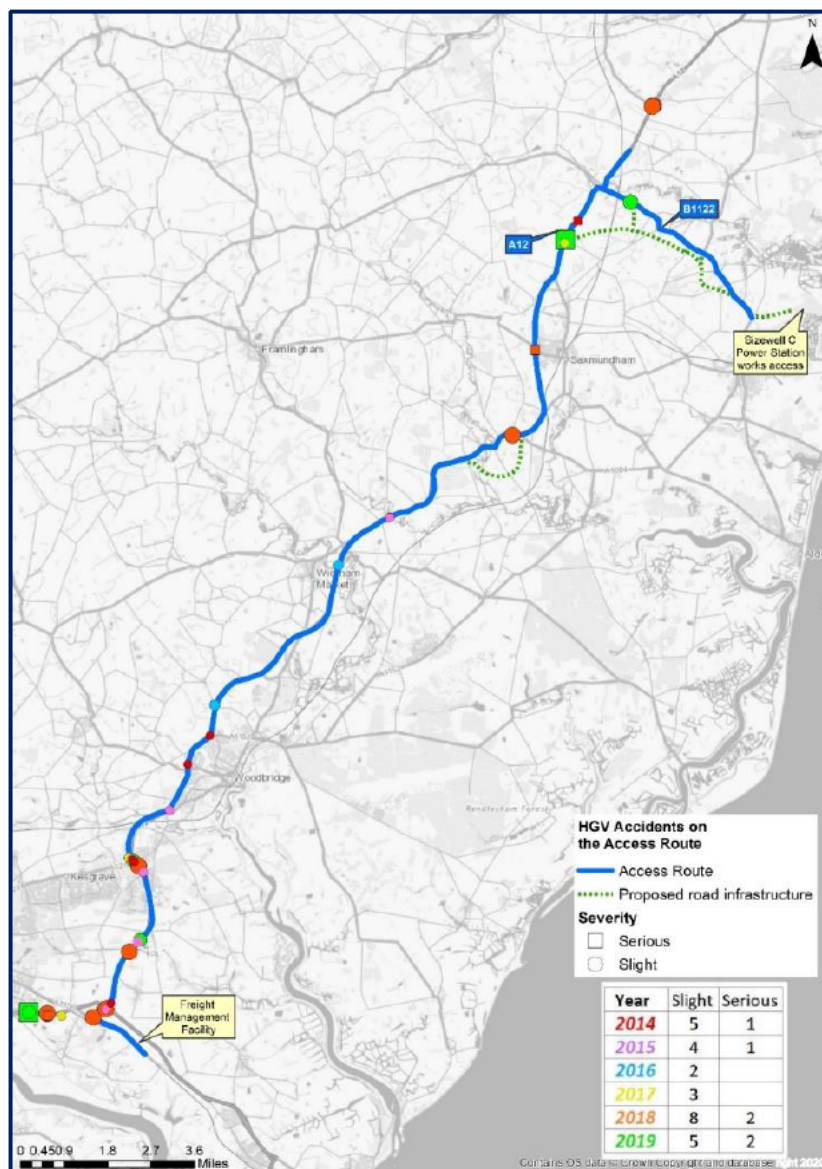 N
B1122
A12
Sizewell C
Power Station
works access
Framlingham
Saxmundham
A1094
Wickham
Market
Woodbridge
Rendlesham Forest
Kesgrave
Freight
Management
Facility
HGV Accidents on
the Access Route
Access Route
Proposed road infrastructure
Severity
Serious
Slight
Year Slight Serious
2014 5 1
2015 4 1
2016 2
2017 3
2018 8 2
2019 5 2
0 0.45 0.9 1.8 2.7 3.6
Miles
Contains OS data © Crown Copyright and database right 2020